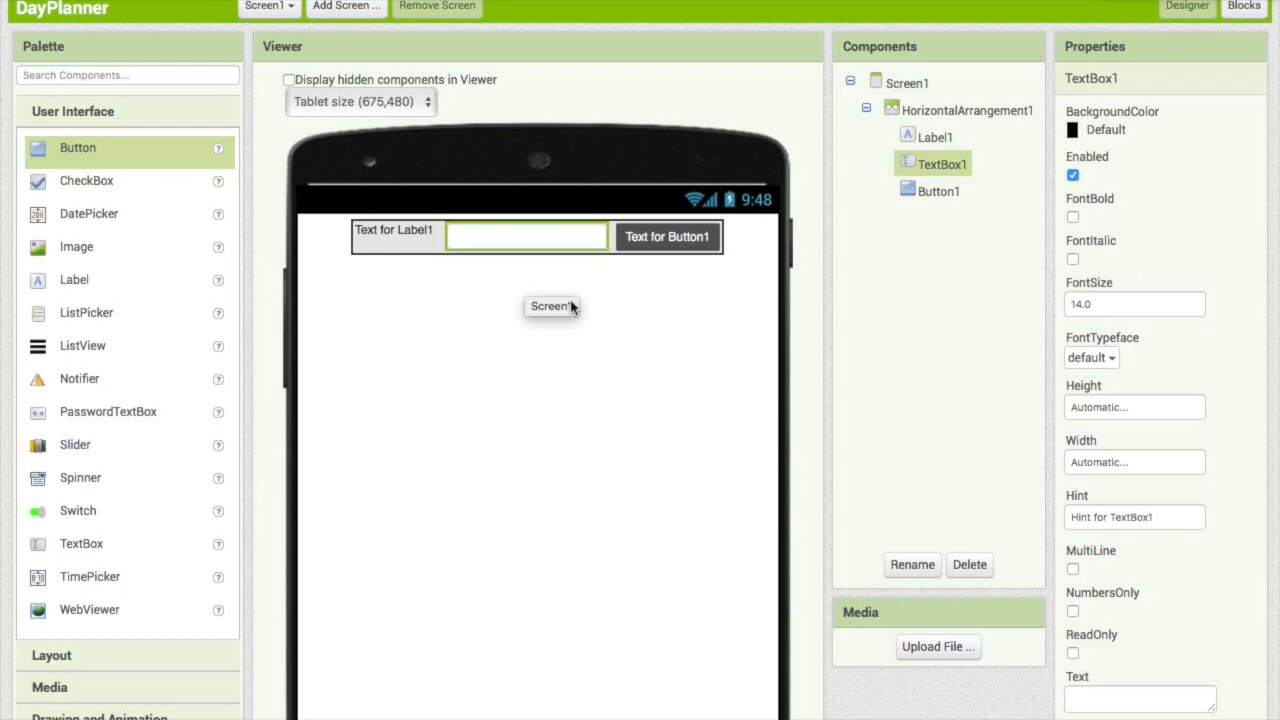 DayPlanner
Screen1
Add Screen ...
Remove Screen
Designer
Blocks
Palette
Search Components...
User Interface
Button
CheckBox
DatePicker
Image
Label
ListPicker
ListView
Notifier
PasswordTextBox
Slider
Spinner
Switch
TextBox
TimePicker
WebViewer
Layout
Media
Drawing and Animation
Viewer
Display hidden components in Viewer
Tablet size (675,480)
9:48
Text for Label1
Text for Button1
Screen1
Components
Screen1
HorizontalArrangement1
Label1
TextBox1
Button1
Rename
Delete
Media
Upload File ...
Properties
TextBox1
BackgroundColor
Default
Enabled
FontBold
FontItalic
FontSize
14.0
FontTypeface
default
Height
Automatic...
Width
Automatic...
Hint
Hint for TextBox1
MultiLine
NumbersOnly
ReadOnly
Text